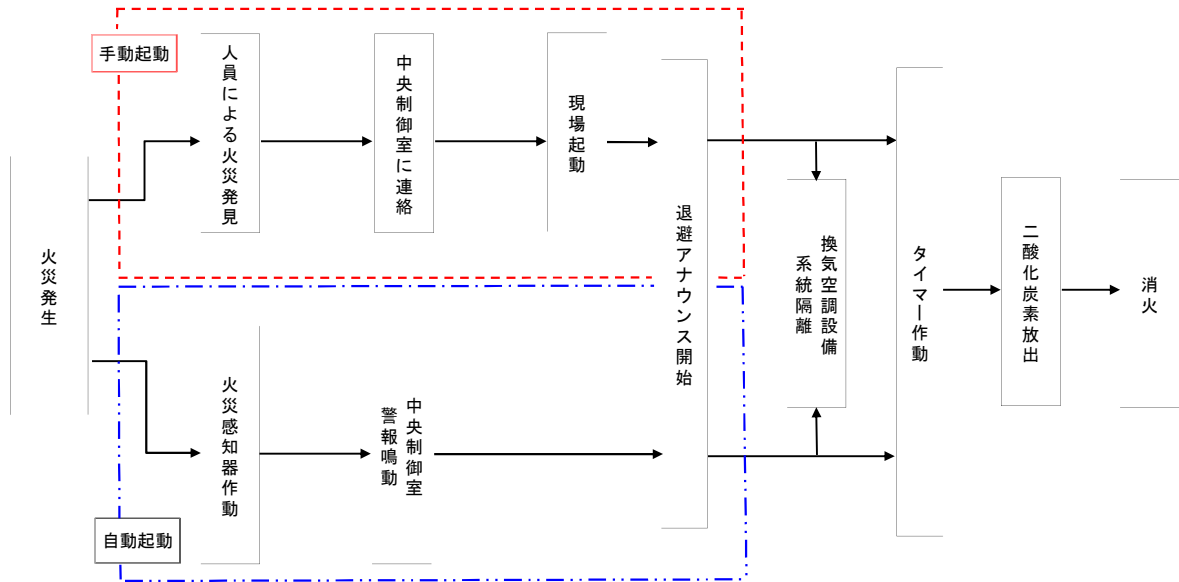 手動起動
火災発生
人員による火災発見
中央制御室に連絡
現場起動
退避アナウンス開始
換気空調設備
系統隔離
タイマー作動
二酸化炭素放出
消火
火災感知器作動
中央制御室
警報鳴動
自動起動